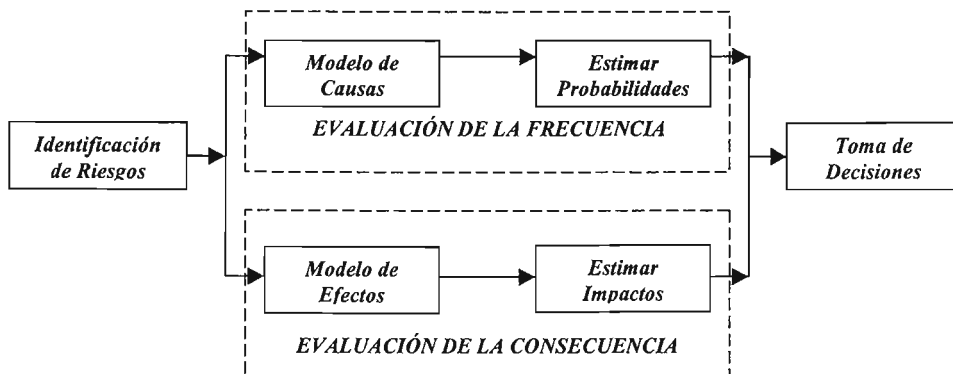 Identificación
de Riesgos
Modelo de
Causas
Estimar
Probabilidades
EVALUACIÓN DE LA FRECUENCIA
Modelo de
Efectos
Estimar
Impactos
EVALUACIÓN DE LA CONSECUENCIA
Toma de
Decisiones